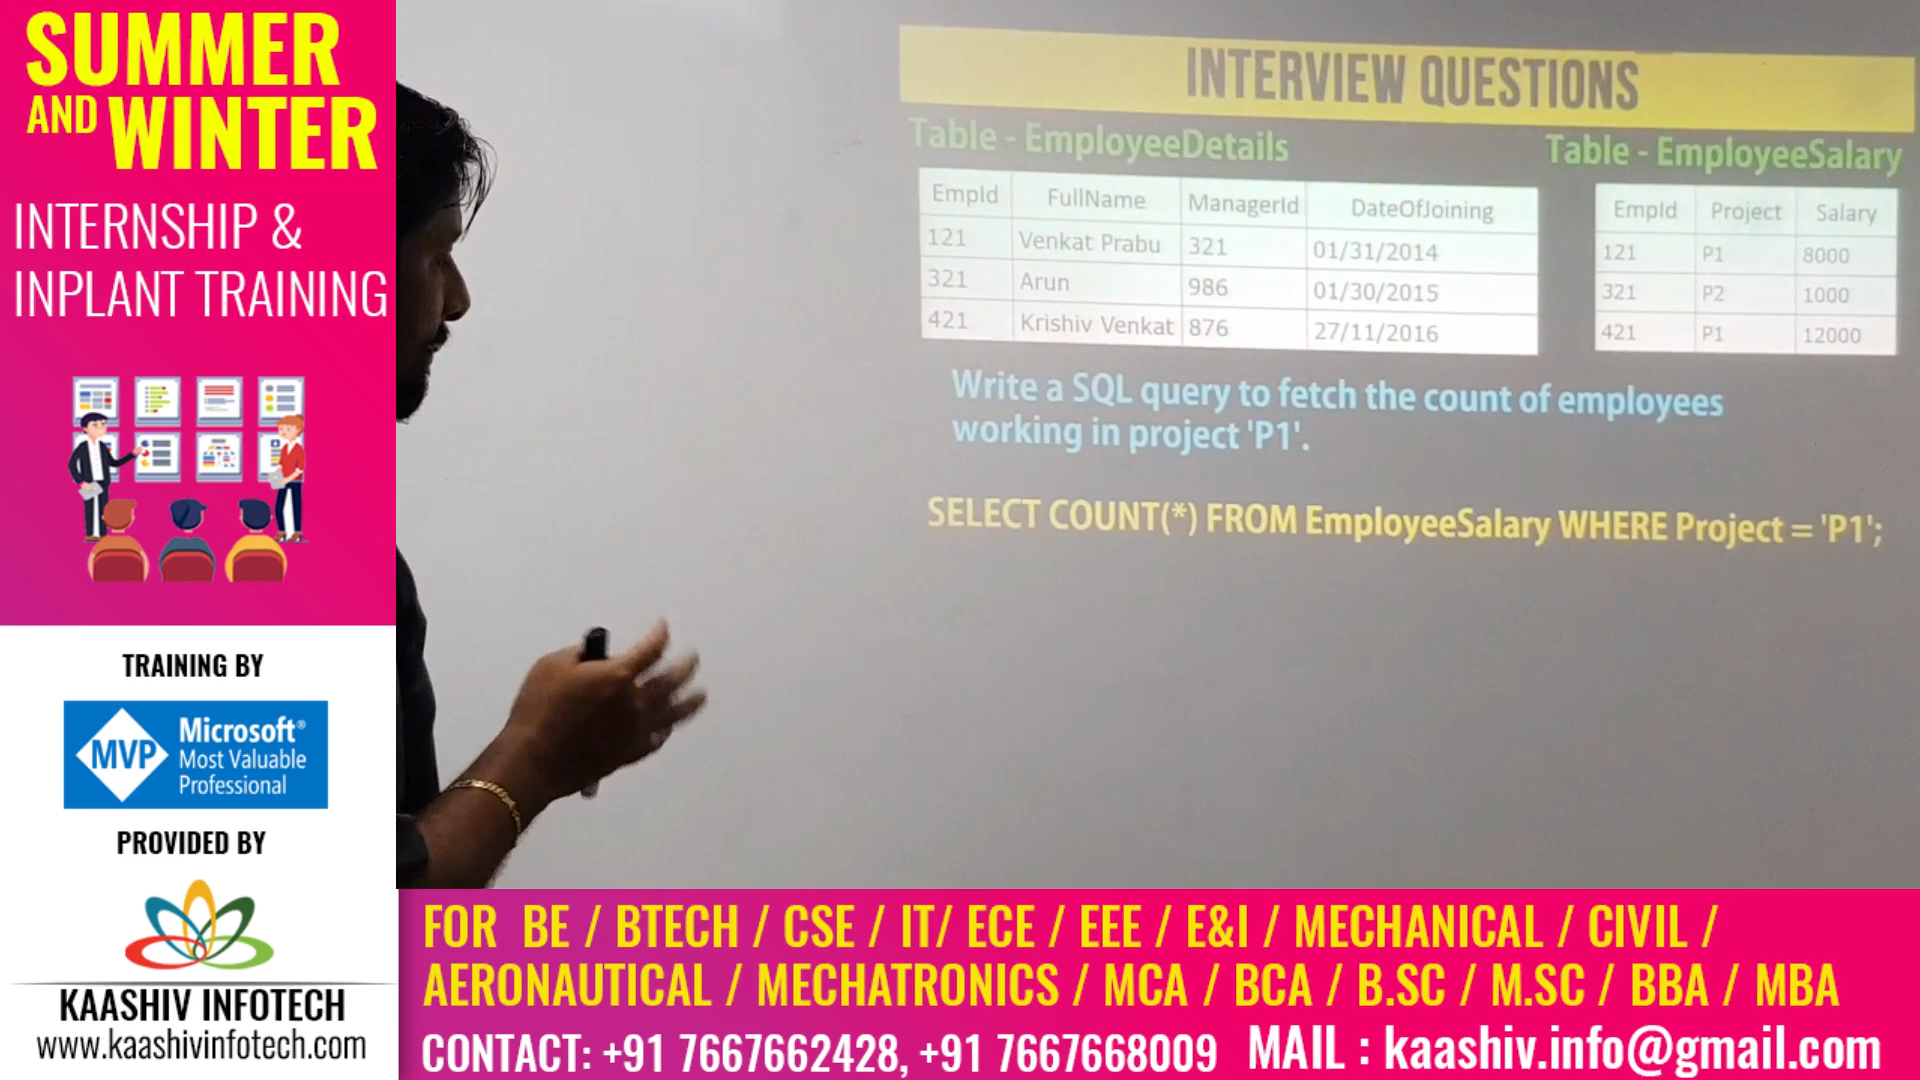 SUMMER
AND WINTER
INTERNSHIP &
INPLANT TRAINING
TRAINING BY
MVP
Microsoft®
Most Valuable
Professional
PROVIDED BY
KAASHIV INFOTECH
www.kaashivinfotech.com
INTERVIEW QUESTIONS
Table - EmployeeDetails
EmpId FullName ManagerId DateOfJoining
121 Venkat Prabu 321 01/31/2014
321 Arun 986 01/30/2015
421 Krishiv Venkat 876 27/11/2016
Table - EmployeeSalary
EmpId Project Salary
121 P1 8000
321 P2 1000
421 P1 12000
Write a SQL query to fetch the count of employees
working in project 'P1'.
SELECT COUNT(*) FROM EmployeeSalary WHERE Project = 'P1';
FOR BE / BTECH / CSE / IT/ ECE / EEE / E&I / MECHANICAL / CIVIL /
AERONAUTICAL / MECHATRONICS / MCA / BCA / B.SC / M.SC / BBA / MBA
CONTACT: +91 7667662428, +91 7667668009 MAIL : kaashiv.info@gmail.com